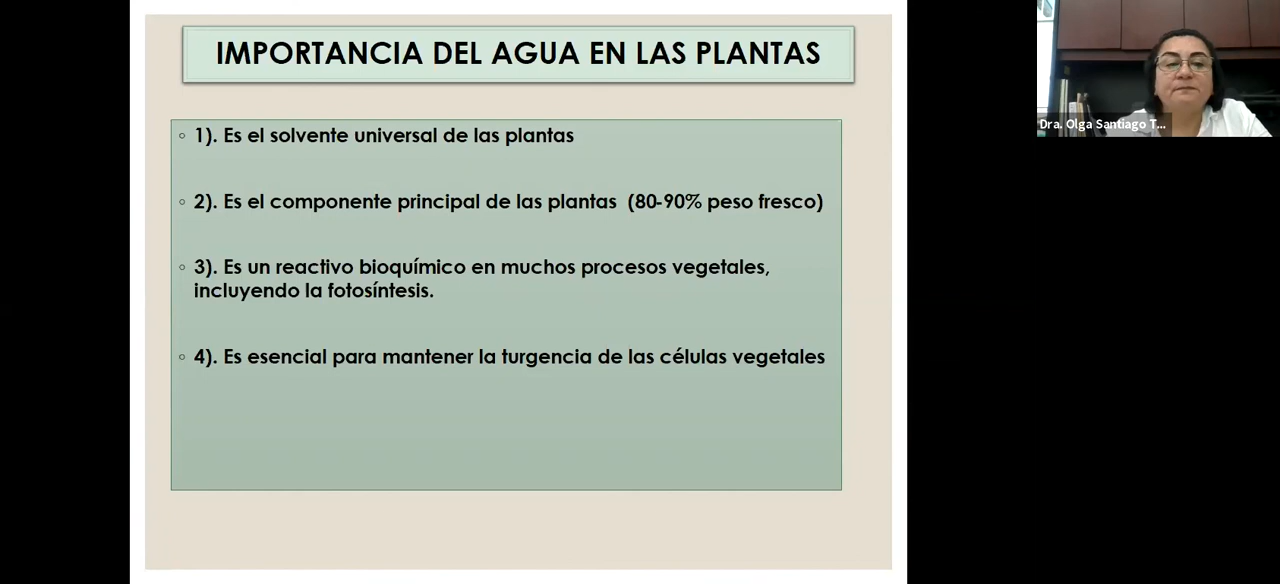 IMPORTANCIA DEL AGUA EN LAS PLANTAS
◦ 1). Es el solvente universal de las plantas
◦ 2). Es el componente principal de las plantas (80-90% peso fresco)
◦ 3). Es un reactivo bioquímico en muchos procesos vegetales,
incluyendo la fotosíntesis.
◦ 4). Es esencial para mantener la turgencia de las células vegetales
Dra. Olga Santiago T...